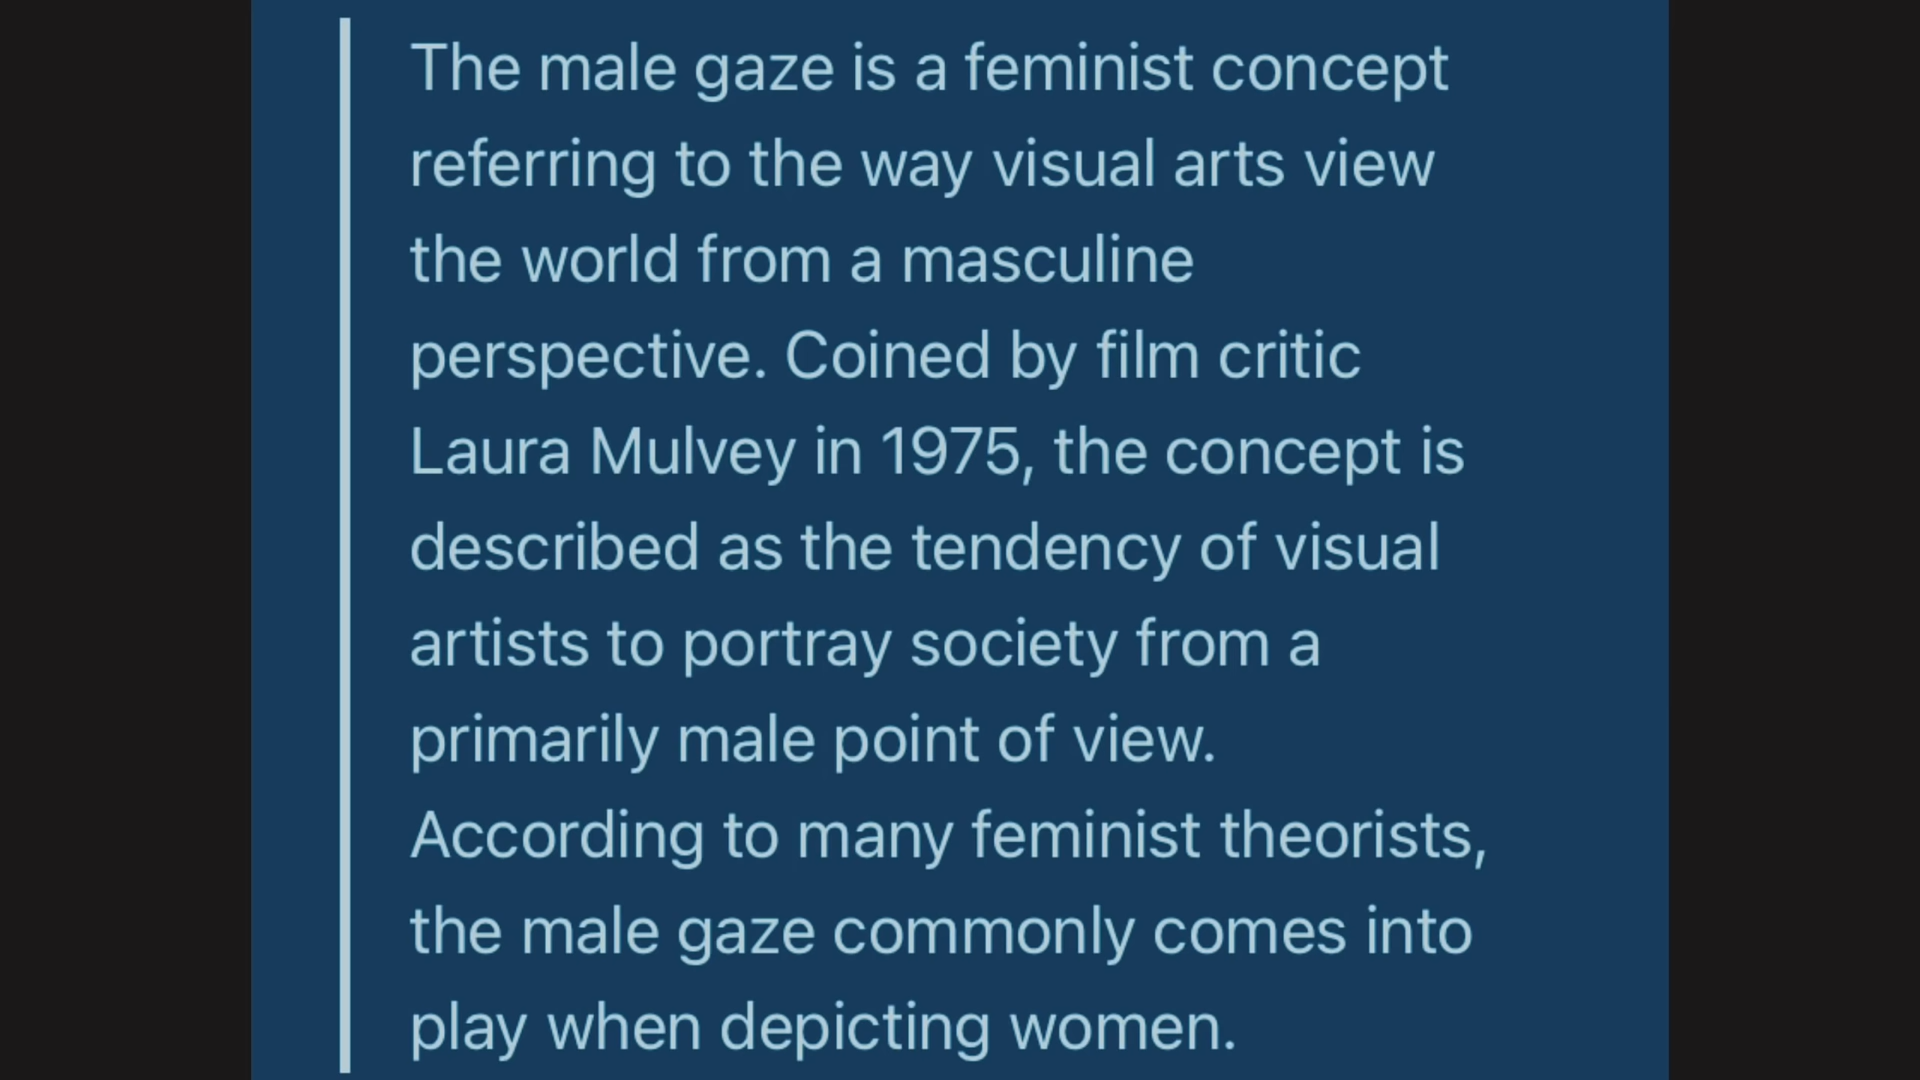 The male gaze is a feminist concept
referring to the way visual arts view
the world from a masculine
perspective. Coined by film critic
Laura Mulvey in 1975, the concept is
described as the tendency of visual
artists to portray society from a
primarily male point of view.
According to many feminist theorists,
the male gaze commonly comes into
play when depicting women.